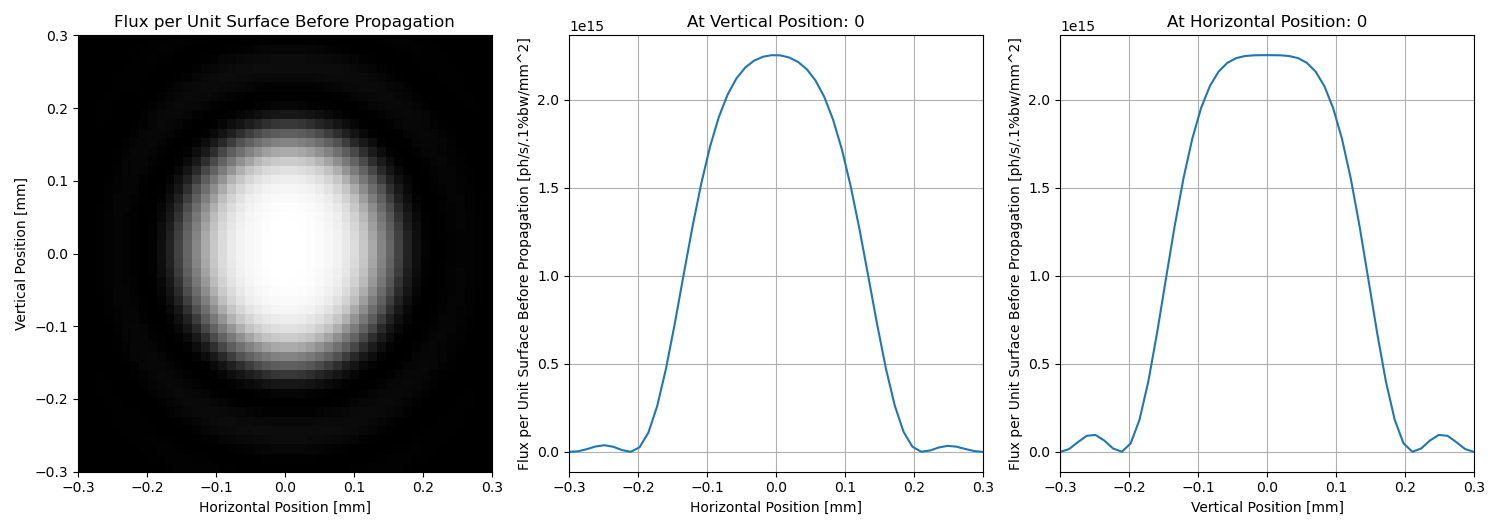 Flux per Unit Surface Before Propagation
Vertical Position [mm]
0.3
0.2
0.1
0.0
−0.1
−0.2
−0.3
−0.3 −0.2 −0.1 0.0 0.1 0.2 0.3
Horizontal Position [mm]
At Vertical Position: 0
1e15
Flux per Unit Surface Before Propagation [ph/s/.1%bw/mm^2]
2.0
1.5
1.0
0.5
0.0
−0.3 −0.2 −0.1 0.0 0.1 0.2 0.3
Horizontal Position [mm]
At Horizontal Position: 0
1e15
Flux per Unit Surface Before Propagation [ph/s/.1%bw/mm^2]
2.0
1.5
1.0
0.5
0.0
−0.3 −0.2 −0.1 0.0 0.1 0.2 0.3
Vertical Position [mm]